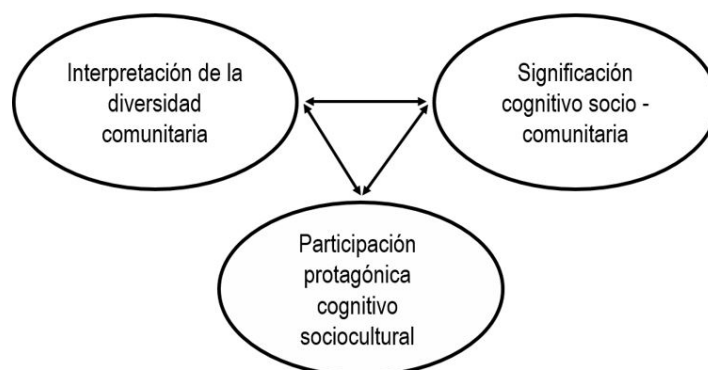 Interpretación de la
diversidad
comunitaria
Significación
cognitivo socio -
comunitaria
Participación
protagónica
cognitivo
sociocultural